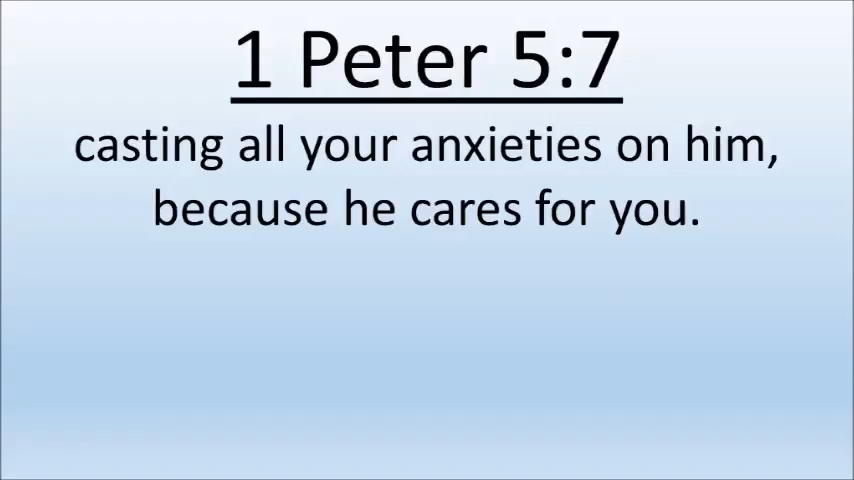 1 Peter 5:7
casting all your anxieties on him,
because he cares for you.